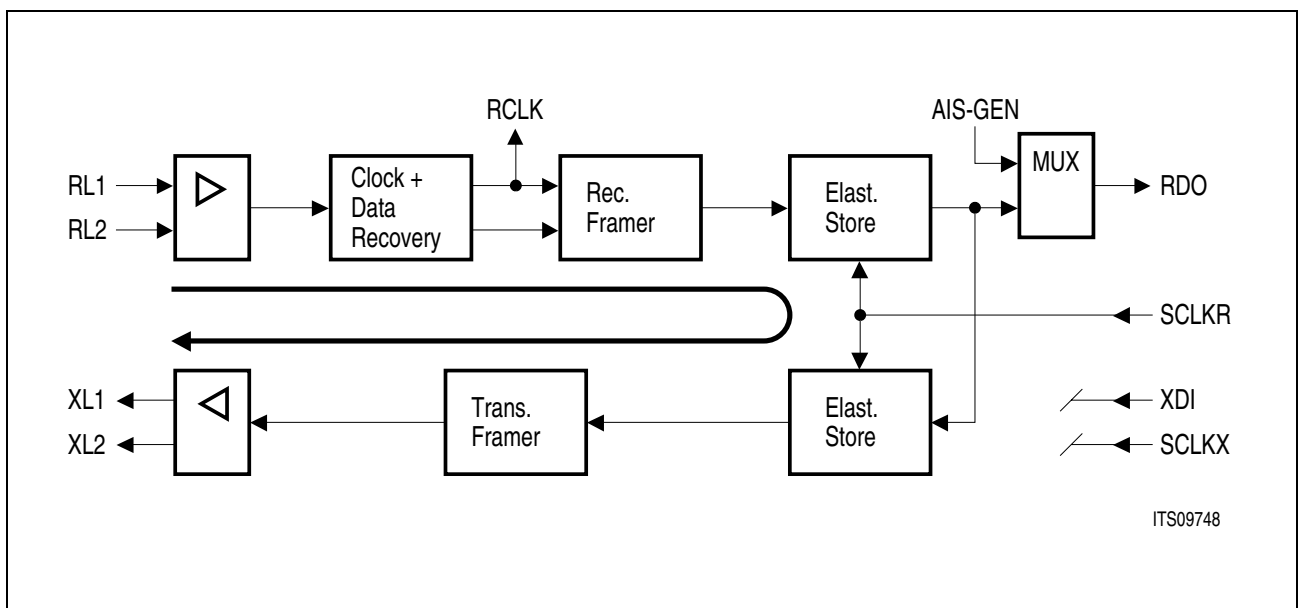 RCLK
AIS-GEN
RL1
RL2
Clock +
Data
Recovery
Rec.
Framer
Elast.
Store
MUX
RDO
SCLKR
XL1
XL2
Trans.
Framer
Elast.
Store
XDI
SCLKX
ITS09748